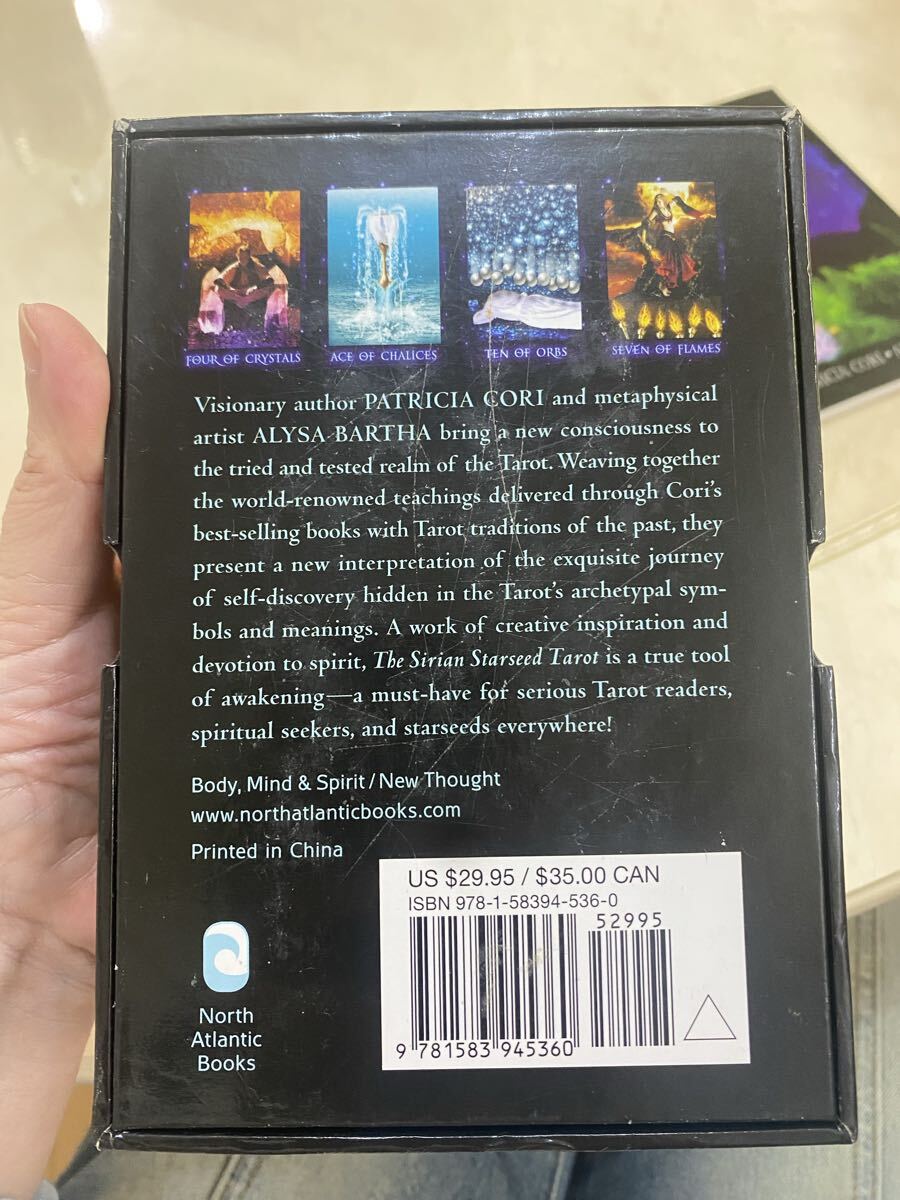 FOUR OF CRYSTALS
ACE OF CHALICES
TEN OF ORBS
SEVEN OF FLAMES
Visionary author PATRICIA CORI and metaphysical
artist ALYSA BARTHA bring a new consciousness to
the tried and tested realm of the Tarot. Weaving together
the world-renowned teachings delivered through Cori's
best-selling books with Tarot traditions of the past, they
present a new interpretation of the exquisite journey
of self-discovery hidden in the Tarot's archetypal sym-
bols and meanings. A work of creative inspiration and
devotion to spirit, The Sirian Starseed Tarot is a true tool
of awakening—a must-have for serious Tarot readers,
spiritual seekers, and starseeds everywhere!
Body, Mind & Spirit / New Thought
www.northatlanticbooks.com
Printed in China
US $29.95 / $35.00 CAN
ISBN 978-1-58394-536-0
52995
9 781583 945360
North
Atlantic
Books
CORI •